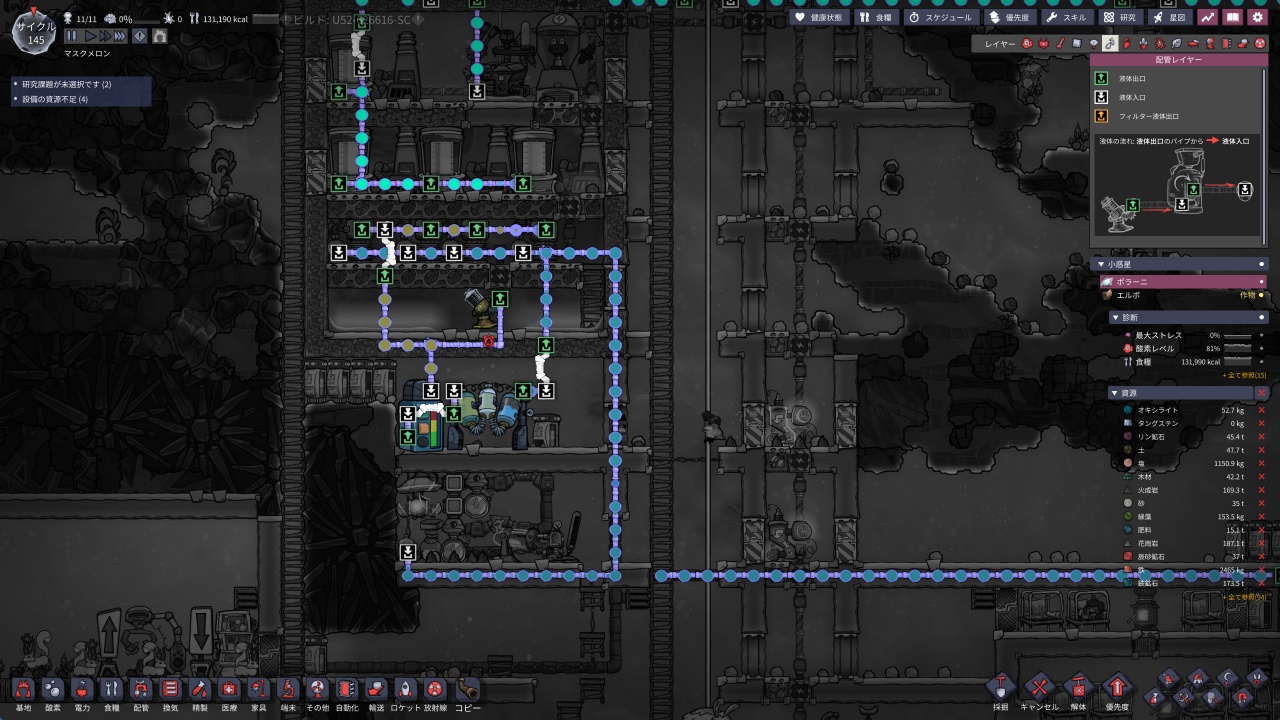 サイクル
145
11/11
0%
0
131,190 kcal
ビルド: U52-
6616-SC
マスクメロン
• 研究課題が未選択です (2)
• 設備の資源不足 (4)
健康状態
食糧
スケジュール
優先度
スキル
研究
星図
レイヤー
配管レイヤー
液体出口
液体入口
フィルター液体出口
液体の流れ: 液体出口のパイプから
液体入口
小惑星
ボラーニ
エルボ
作物
診断
最大ストレス 0%
酸素レベル 81%
食糧 131,990 kcal
+ 全て参照(15)
資源
オキシライト 52.7 kg
タングステン 0 kg
リン鉱石 45.4 t
土 47.7 t
塩 1150.9 kg
木材 42.2 t
火成岩 169.3 t
砂 35 t
緑藻 153.5 kg
肥料
花崗岩 187.1 t
辰砂鉱石 37 t
鉄 2465 kg
鉄鉱石 173.5 t
+ 全て参照
基地
配管
換気
精製
家具
端末
その他
自動化
輸送
ロケット
放射線
コピー
採掘
キャンセル
解体
優先度